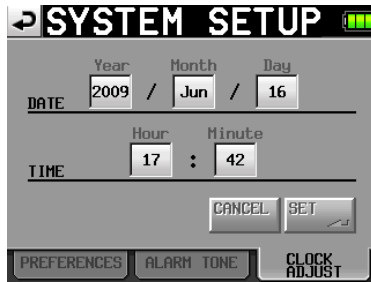 SYSTEM SETUP
Year Month Day
DATE 2009 / Jun / 16
Hour Minute
TIME 17 : 42
CANCEL SET
PREFERENCES ALARM TONE CLOCK ADJUST